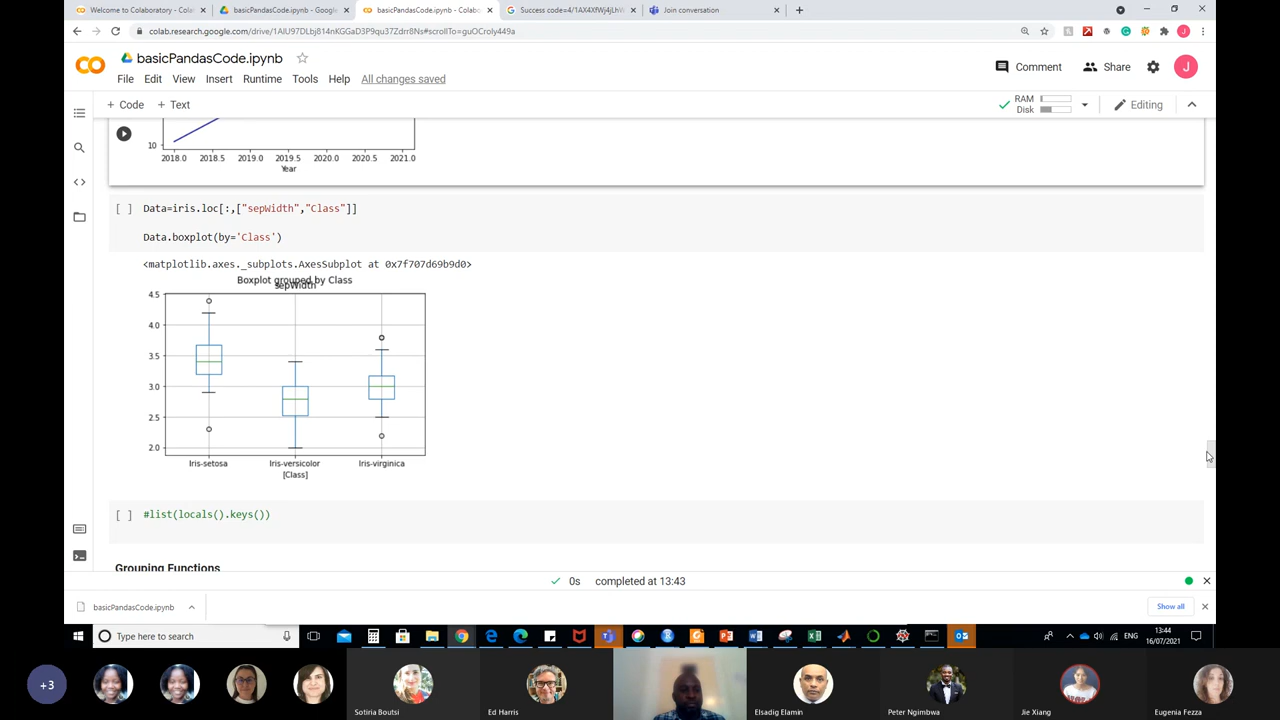 Welcome to Colaboratory - Cola
basicPandasCode.ipynb - Google
basicPandasCode.ipynb - Colabo
Success code=4/1AX4XfWj4jLhW
Join conversation
colab.research.google.com/drive/
basicPandasCode.ipynb
File Edit View Insert Runtime Tools Help All changes saved
Comment
Share
J
+ Code + Text
RAM
Disk
Editing
10
2018.0 2018.5 2019.0 2019.5 2020.0 2020.5 2021.0
Year
[ ] Data=iris.loc[:,["sepWidth","Class"]]
Data.boxplot(by='Class')
<matplotlib.axes._subplots.AxesSubplot at 0x7f707d69b9d0>
Boxplot grouped by Class
sepWidth
4.5
4.0
3.5
3.0
2.5
2.0
Iris-setosa Iris-versicolor Iris-virginica
[Class]
[ ] #list(locals().keys())
Grouping Functions
0s completed at 13:43
basicPandasCode.ipynb
Show all
Type here to search
ENG
13:44
16/07/2021
+3
Sotiria Boutsi
Ed Harris
Elsadig Elamin
Peter Ngimbwa
Jie Xiang
Eugenia Fezza